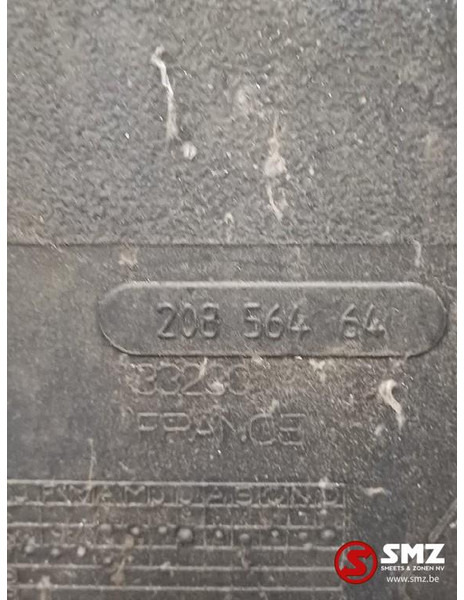 208 564 64
FRANCE
J F M A M J J A S O N D
SMZ
SMEETS & ZONEN NV
www.smz.be